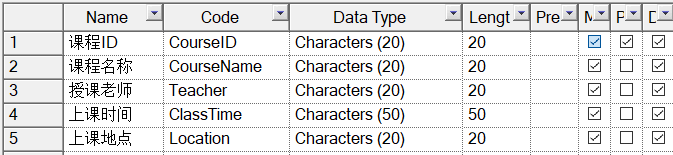 Name Code Data Type Lengt Pre M P D
1 课程ID CourseID Characters (20) 20
2 课程名称 CourseName Characters (20) 20
3 授课老师 Teacher Characters (20) 20
4 上课时间 ClassTime Characters (50) 50
5 上课地点 Location Characters (20) 20